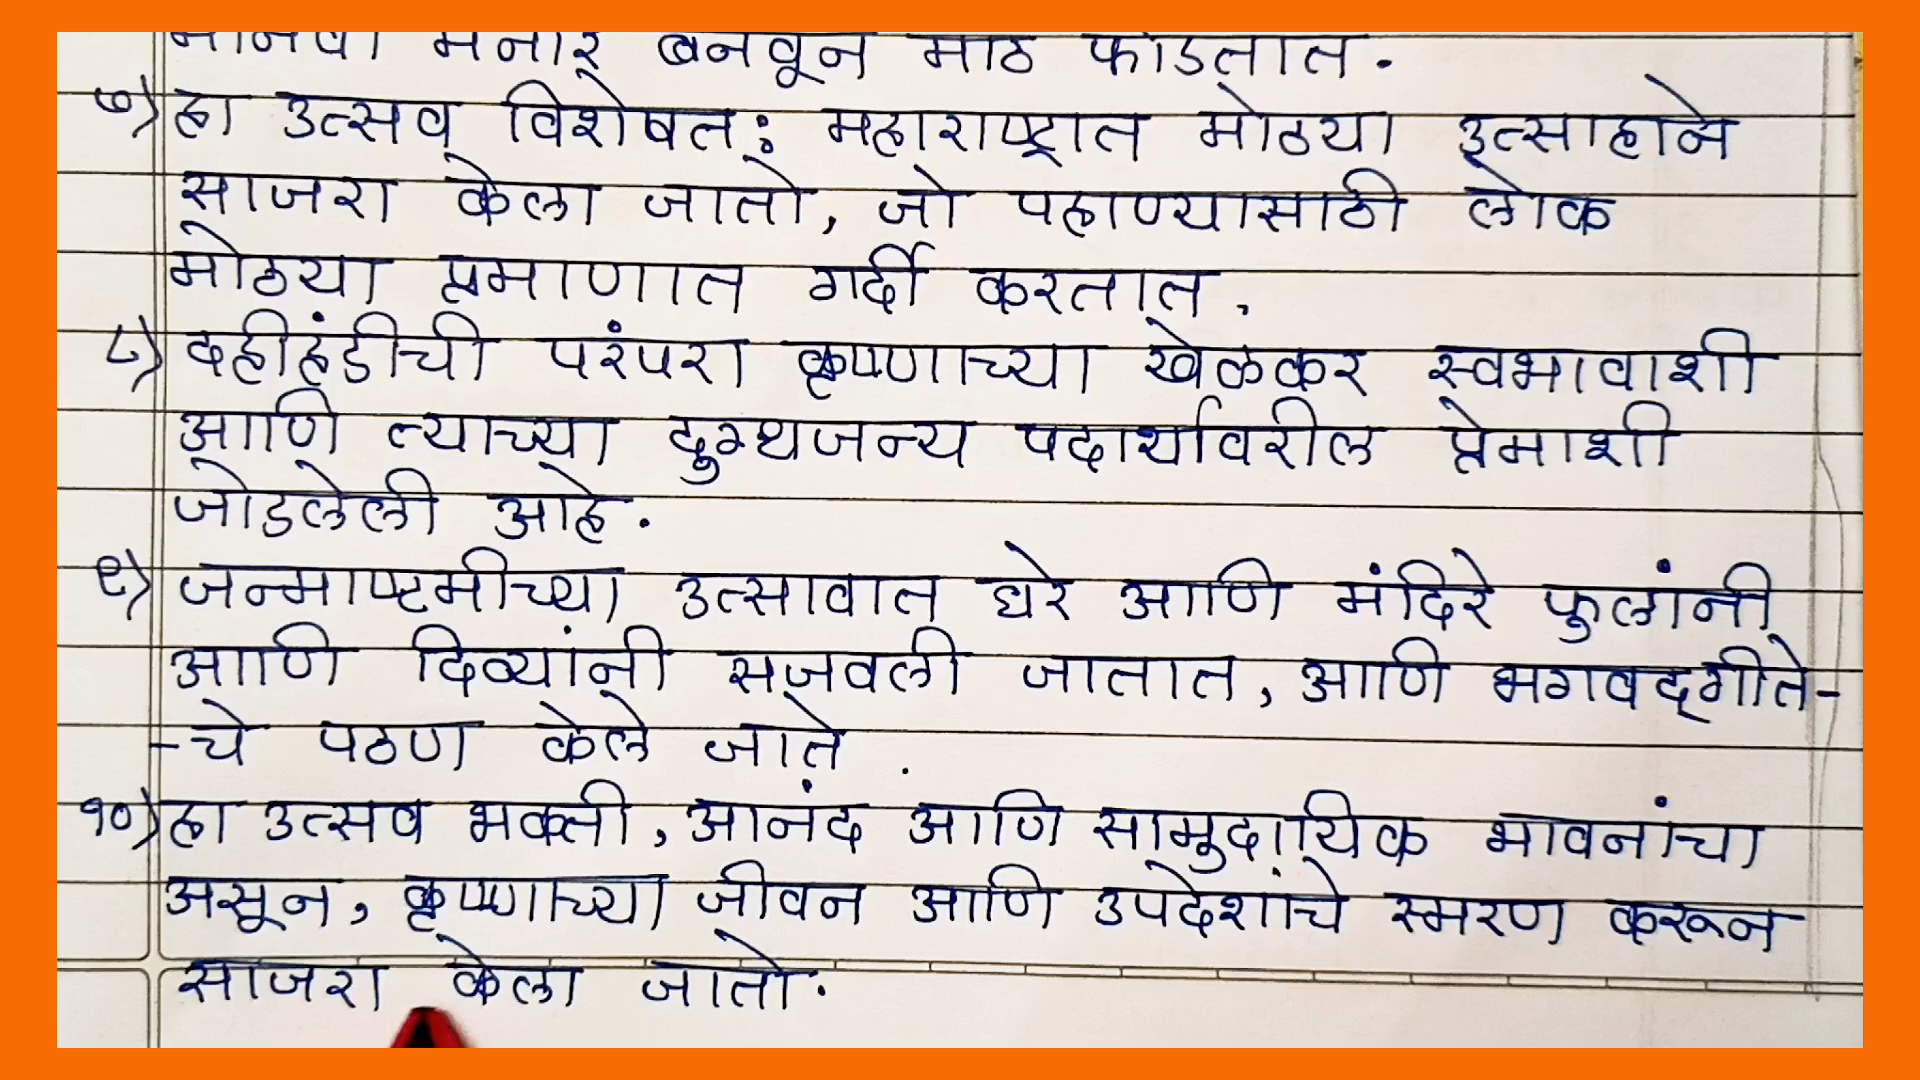 मानवी मनोरे बनवून माठ फोडतात.
७) हा उत्सव विशेषतः महाराष्ट्रात मोठया उत्साहाने
साजरा केला जातो, जो पहाण्यासाठी लोक
मोठया प्रमाणात गर्दी करतात.
८) दहीहंडीची परंपरा कृष्णाच्या खेळकर स्वभावाशी
आणि त्याच्या दुग्धजन्य पदार्थावरील प्रेमाशी
जोडलेली आहे.
९) जन्माष्टमीच्या उत्सावात घरे आणि मंदिरे फुलांनी
आणि दिव्यांनी सजवली जातात, आणि भगवद्गीते-
-चे पठण केले जाते.
१०) हा उत्सव भक्ती, आनंद आणि सामुदायिक भावनांचा
असून, कृष्णाच्या जीवन आणि उपदेशांचे स्मरण करून
साजरा केला जातो.